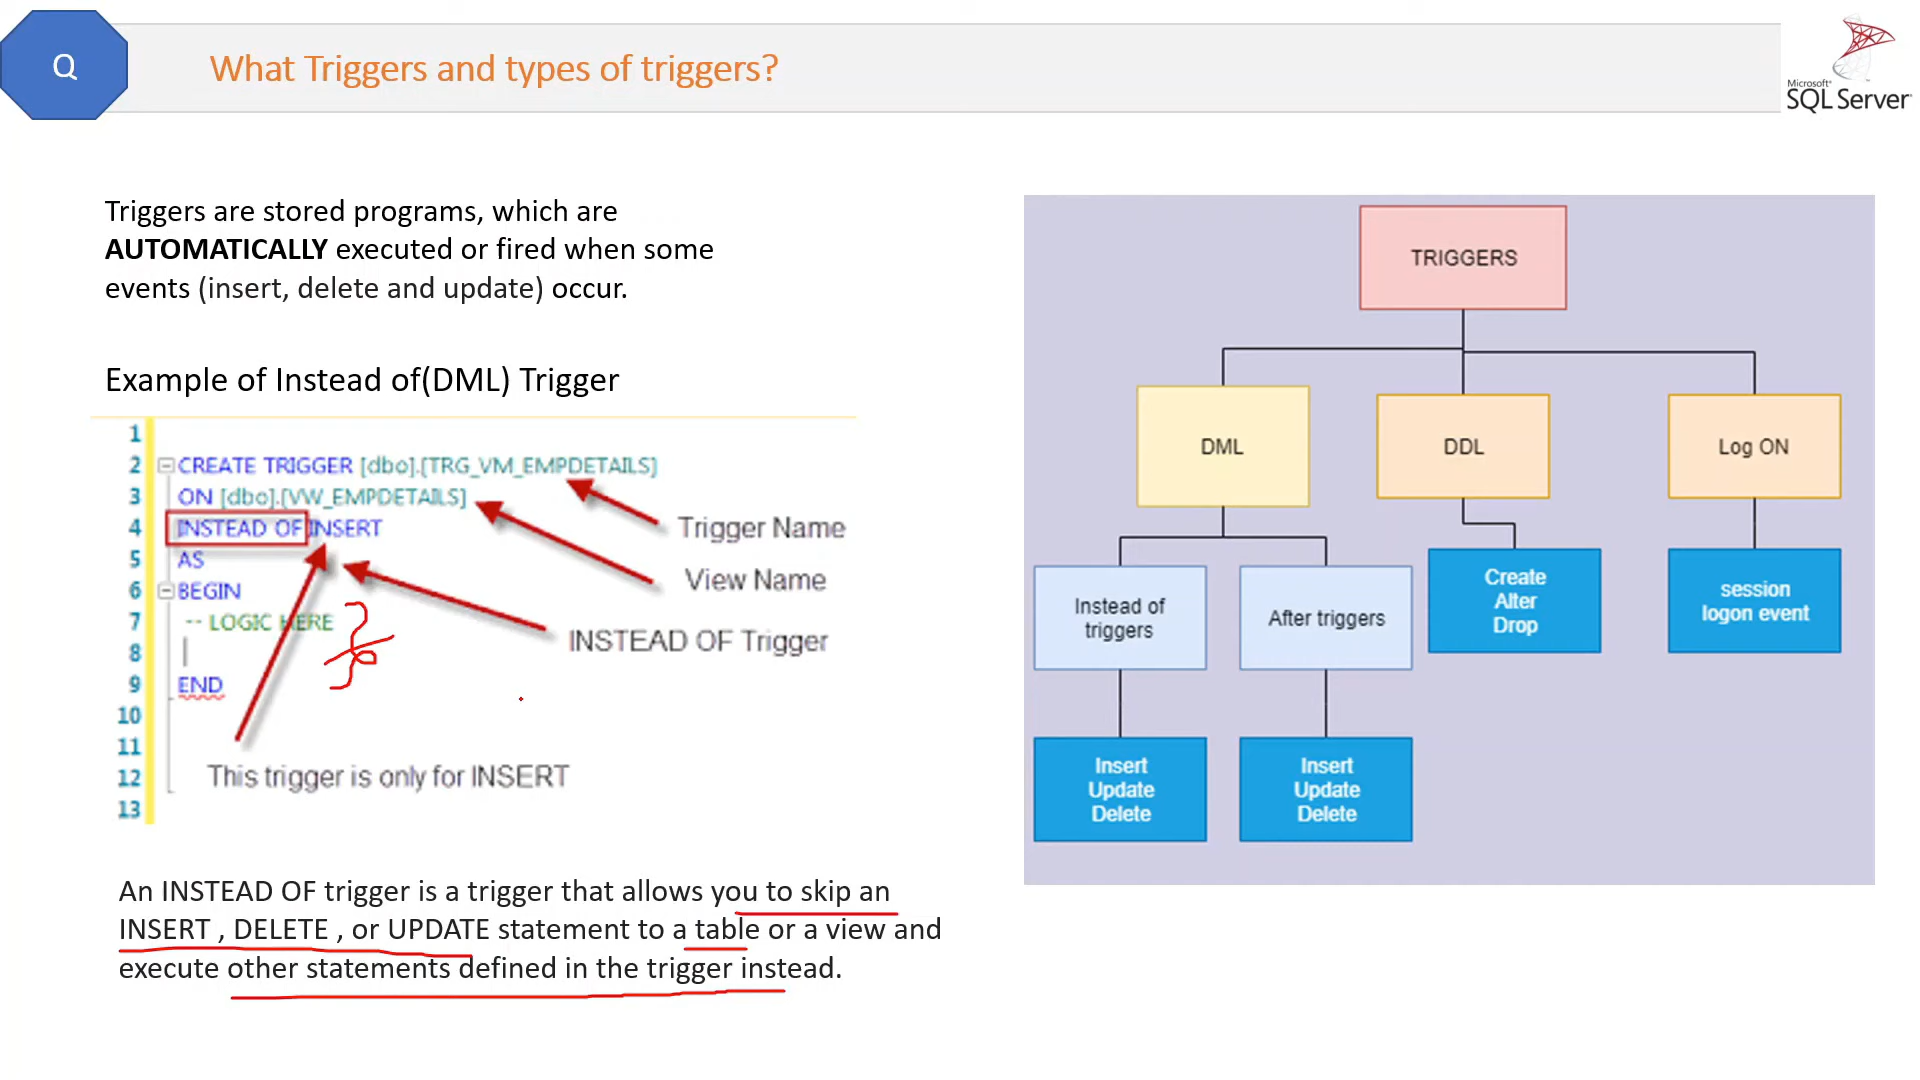 Q
What Triggers and types of triggers?
Microsoft®
SQL Server
Triggers are stored programs, which are
AUTOMATICALLY executed or fired when some
events (insert, delete and update) occur.
Example of Instead of(DML) Trigger
1
2 CREATE TRIGGER [dbo].[TRG_VM_EMPDETAILS]
3 ON [dbo].[VW_EMPDETAILS]
4 INSTEAD OF INSERT
5 AS
6 BEGIN
7 -- LOGIC HERE
8
9 END
10
11
12
13
Trigger Name
View Name
INSTEAD OF Trigger
This trigger is only for INSERT
An INSTEAD OF trigger is a trigger that allows you to skip an
INSERT , DELETE , or UPDATE statement to a table or a view and
execute other statements defined in the trigger instead.
TRIGGERS
DML
DDL
Log ON
Instead of
triggers
After triggers
Create
Alter
Drop
session
logon event
Insert
Update
Delete
Insert
Update
Delete